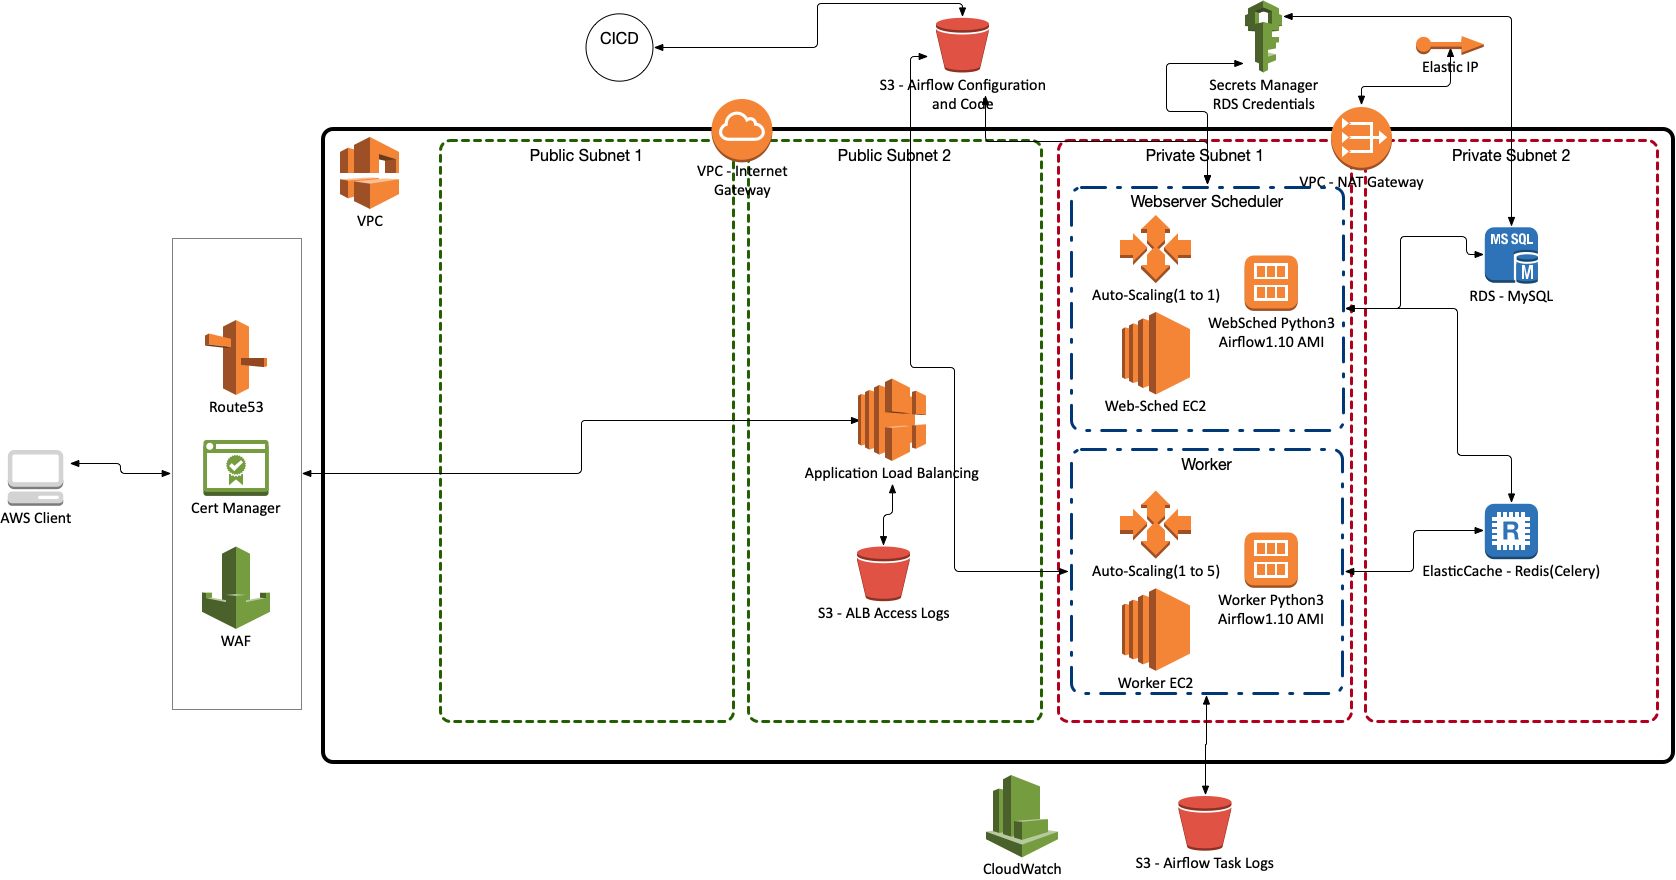 CICD
S3 - Airflow Configuration
and Code
Secrets Manager
RDS Credentials
Elastic IP
VPC
Public Subnet 1
VPC - Internet
Gateway
Public Subnet 2
Private Subnet 1
VPC - NAT Gateway
Private Subnet 2
Webserver Scheduler
Auto-Scaling(1 to 1)
WebSched Python3
Airflow1.10 AMI
Web-Sched EC2
MS SQL
M
RDS - MySQL
Route53
Cert Manager
WAF
AWS Client
Application Load Balancing
S3 - ALB Access Logs
Worker
Auto-Scaling(1 to 5)
Worker Python3
Airflow1.10 AMI
Worker EC2
R
ElasticCache - Redis(Celery)
CloudWatch
S3 - Airflow Task Logs